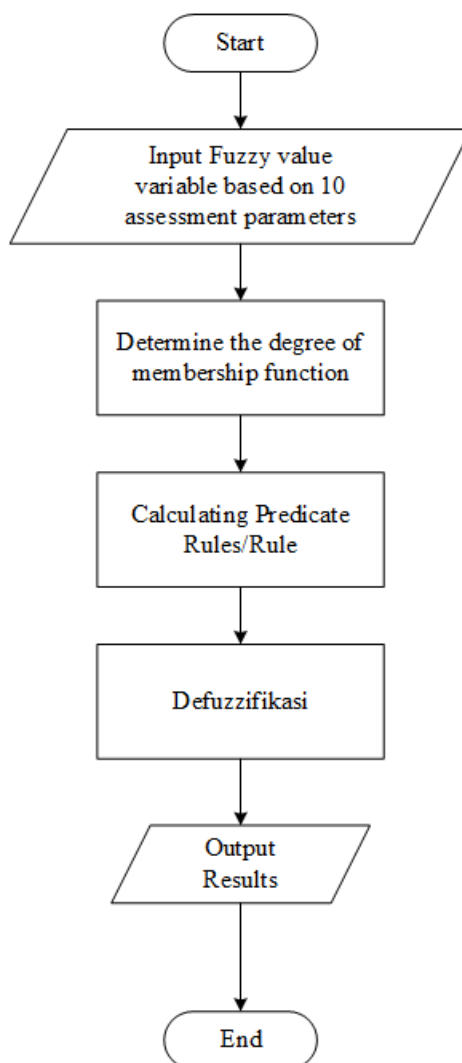 Start
Input Fuzzy value
variable based on 10
assessment parameters
Determine the degree of
membership function
Calculating Predicate
Rules/Rule
Defuzzifikasi
Output
Results
End